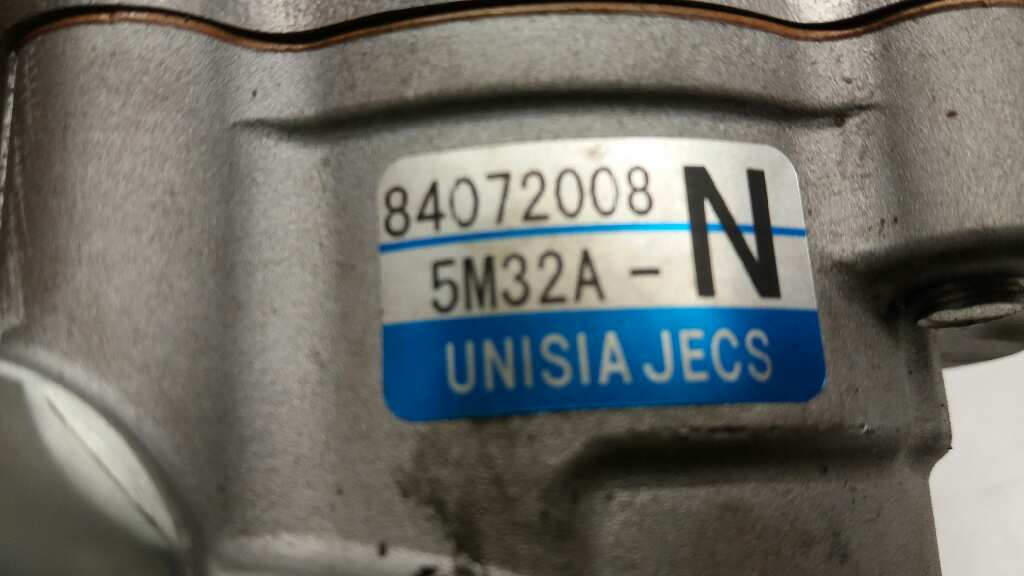 84072008 N
5M32A -
UNISIA JECS